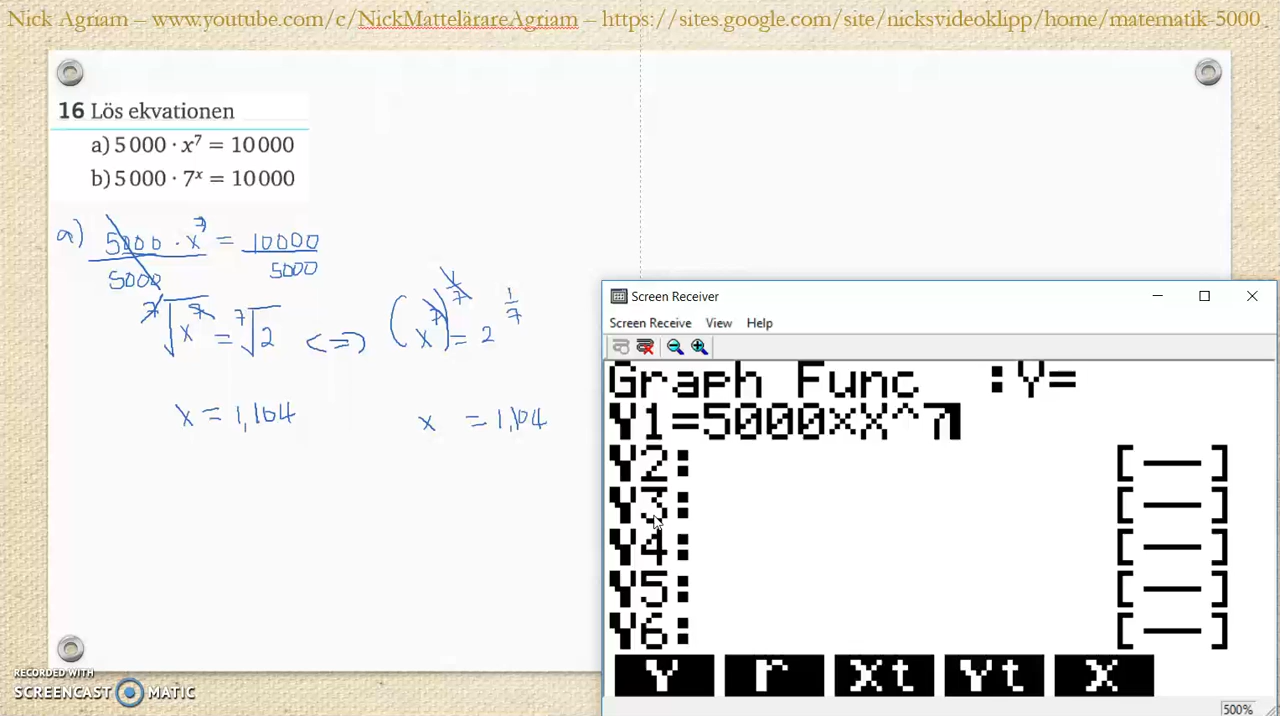 Nick Agriam – www.youtube.com/c/NickMattelärareAgriam – https://sites.google.com/site/nicksvideoklipp/home/matematik-5000
16 Lös ekvationen
a) 5 000 · x⁷ = 10 000
b) 5 000 · 7ˣ = 10 000
a) 5000 · x⁷ = 10000
5000 5000
⁷√x⁷ = ⁷√2 <=> (x⁷)^1/7 = 2^1/7
x = 1,104 x = 1,104
Screen Receiver
Screen Receive View Help
Graph Func :Y=
Y1=5000×X^7
Y2: [—]
Y3: [—]
Y4: [—]
Y5: [—]
Y6: [—]
Y r Xt Yt X
500%
RECORDED WITH
SCREENCAST MATIC